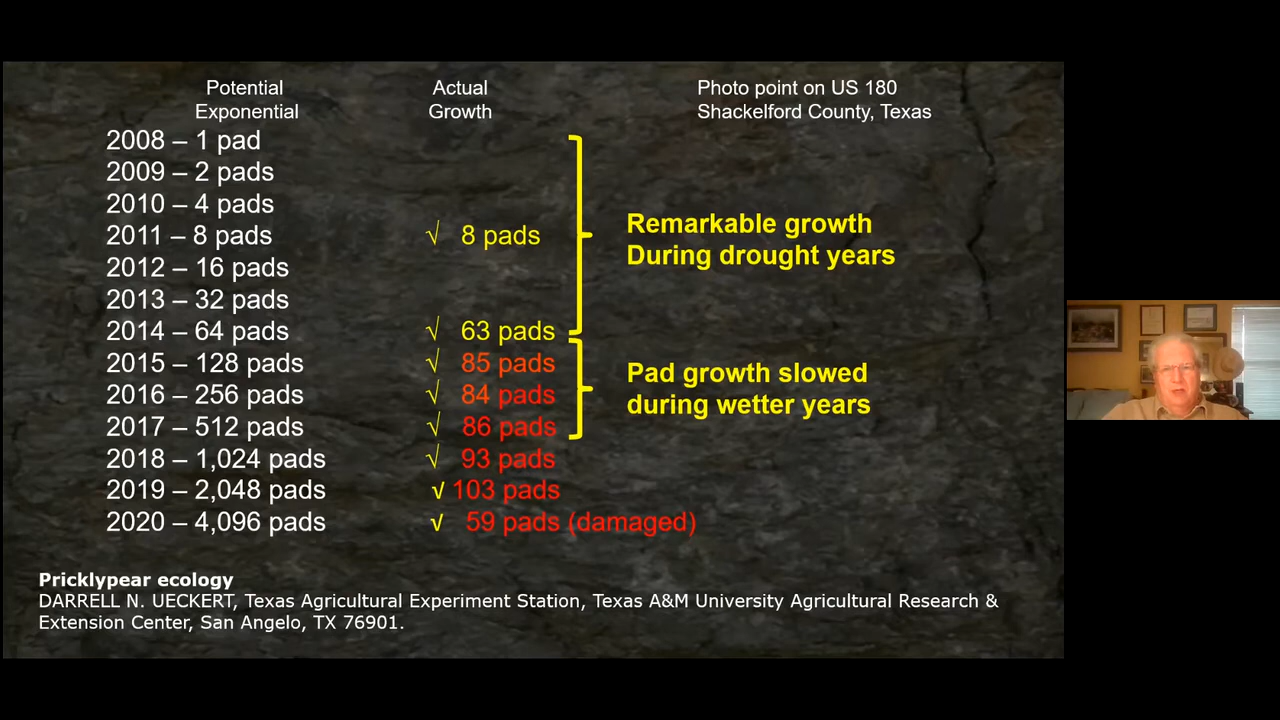 Potential
Exponential
Actual
Growth
Photo point on US 180
Shackelford County, Texas
2008 – 1 pad
2009 – 2 pads
2010 – 4 pads
2011 – 8 pads √ 8 pads
2012 – 16 pads
2013 – 32 pads
2014 – 64 pads √ 63 pads
2015 – 128 pads √ 85 pads
2016 – 256 pads √ 84 pads
2017 – 512 pads √ 86 pads
2018 – 1,024 pads √ 93 pads
2019 – 2,048 pads √ 103 pads
2020 – 4,096 pads √ 59 pads (damaged)
Remarkable growth
During drought years
Pad growth slowed
during wetter years
Pricklypear ecology
DARRELL N. UECKERT, Texas Agricultural Experiment Station, Texas A&M University Agricultural Research &
Extension Center, San Angelo, TX 76901.